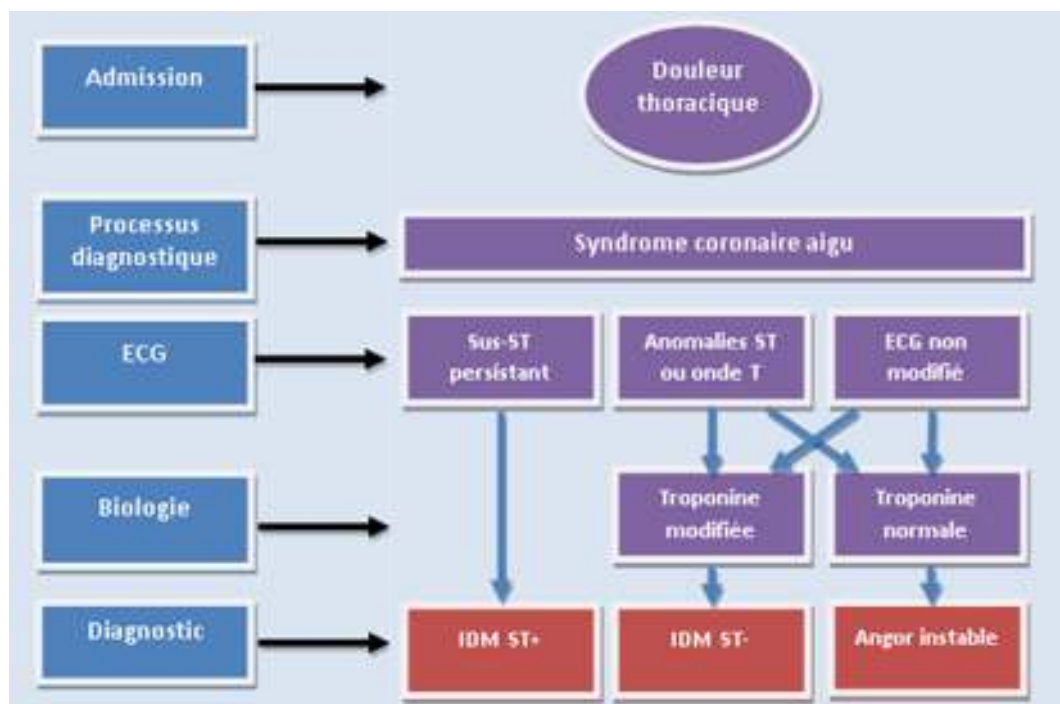 Admission
Douleur
thoracique
Processus
diagnostique
Syndrome coronaire aigu
ECG
Sus-ST
persistant
Anomalies ST
ou onde T
ECG non
modifié
Biologie
Troponine
modifiée
Troponine
normale
Diagnostic
IDM ST+
IDM ST-
Angor instable